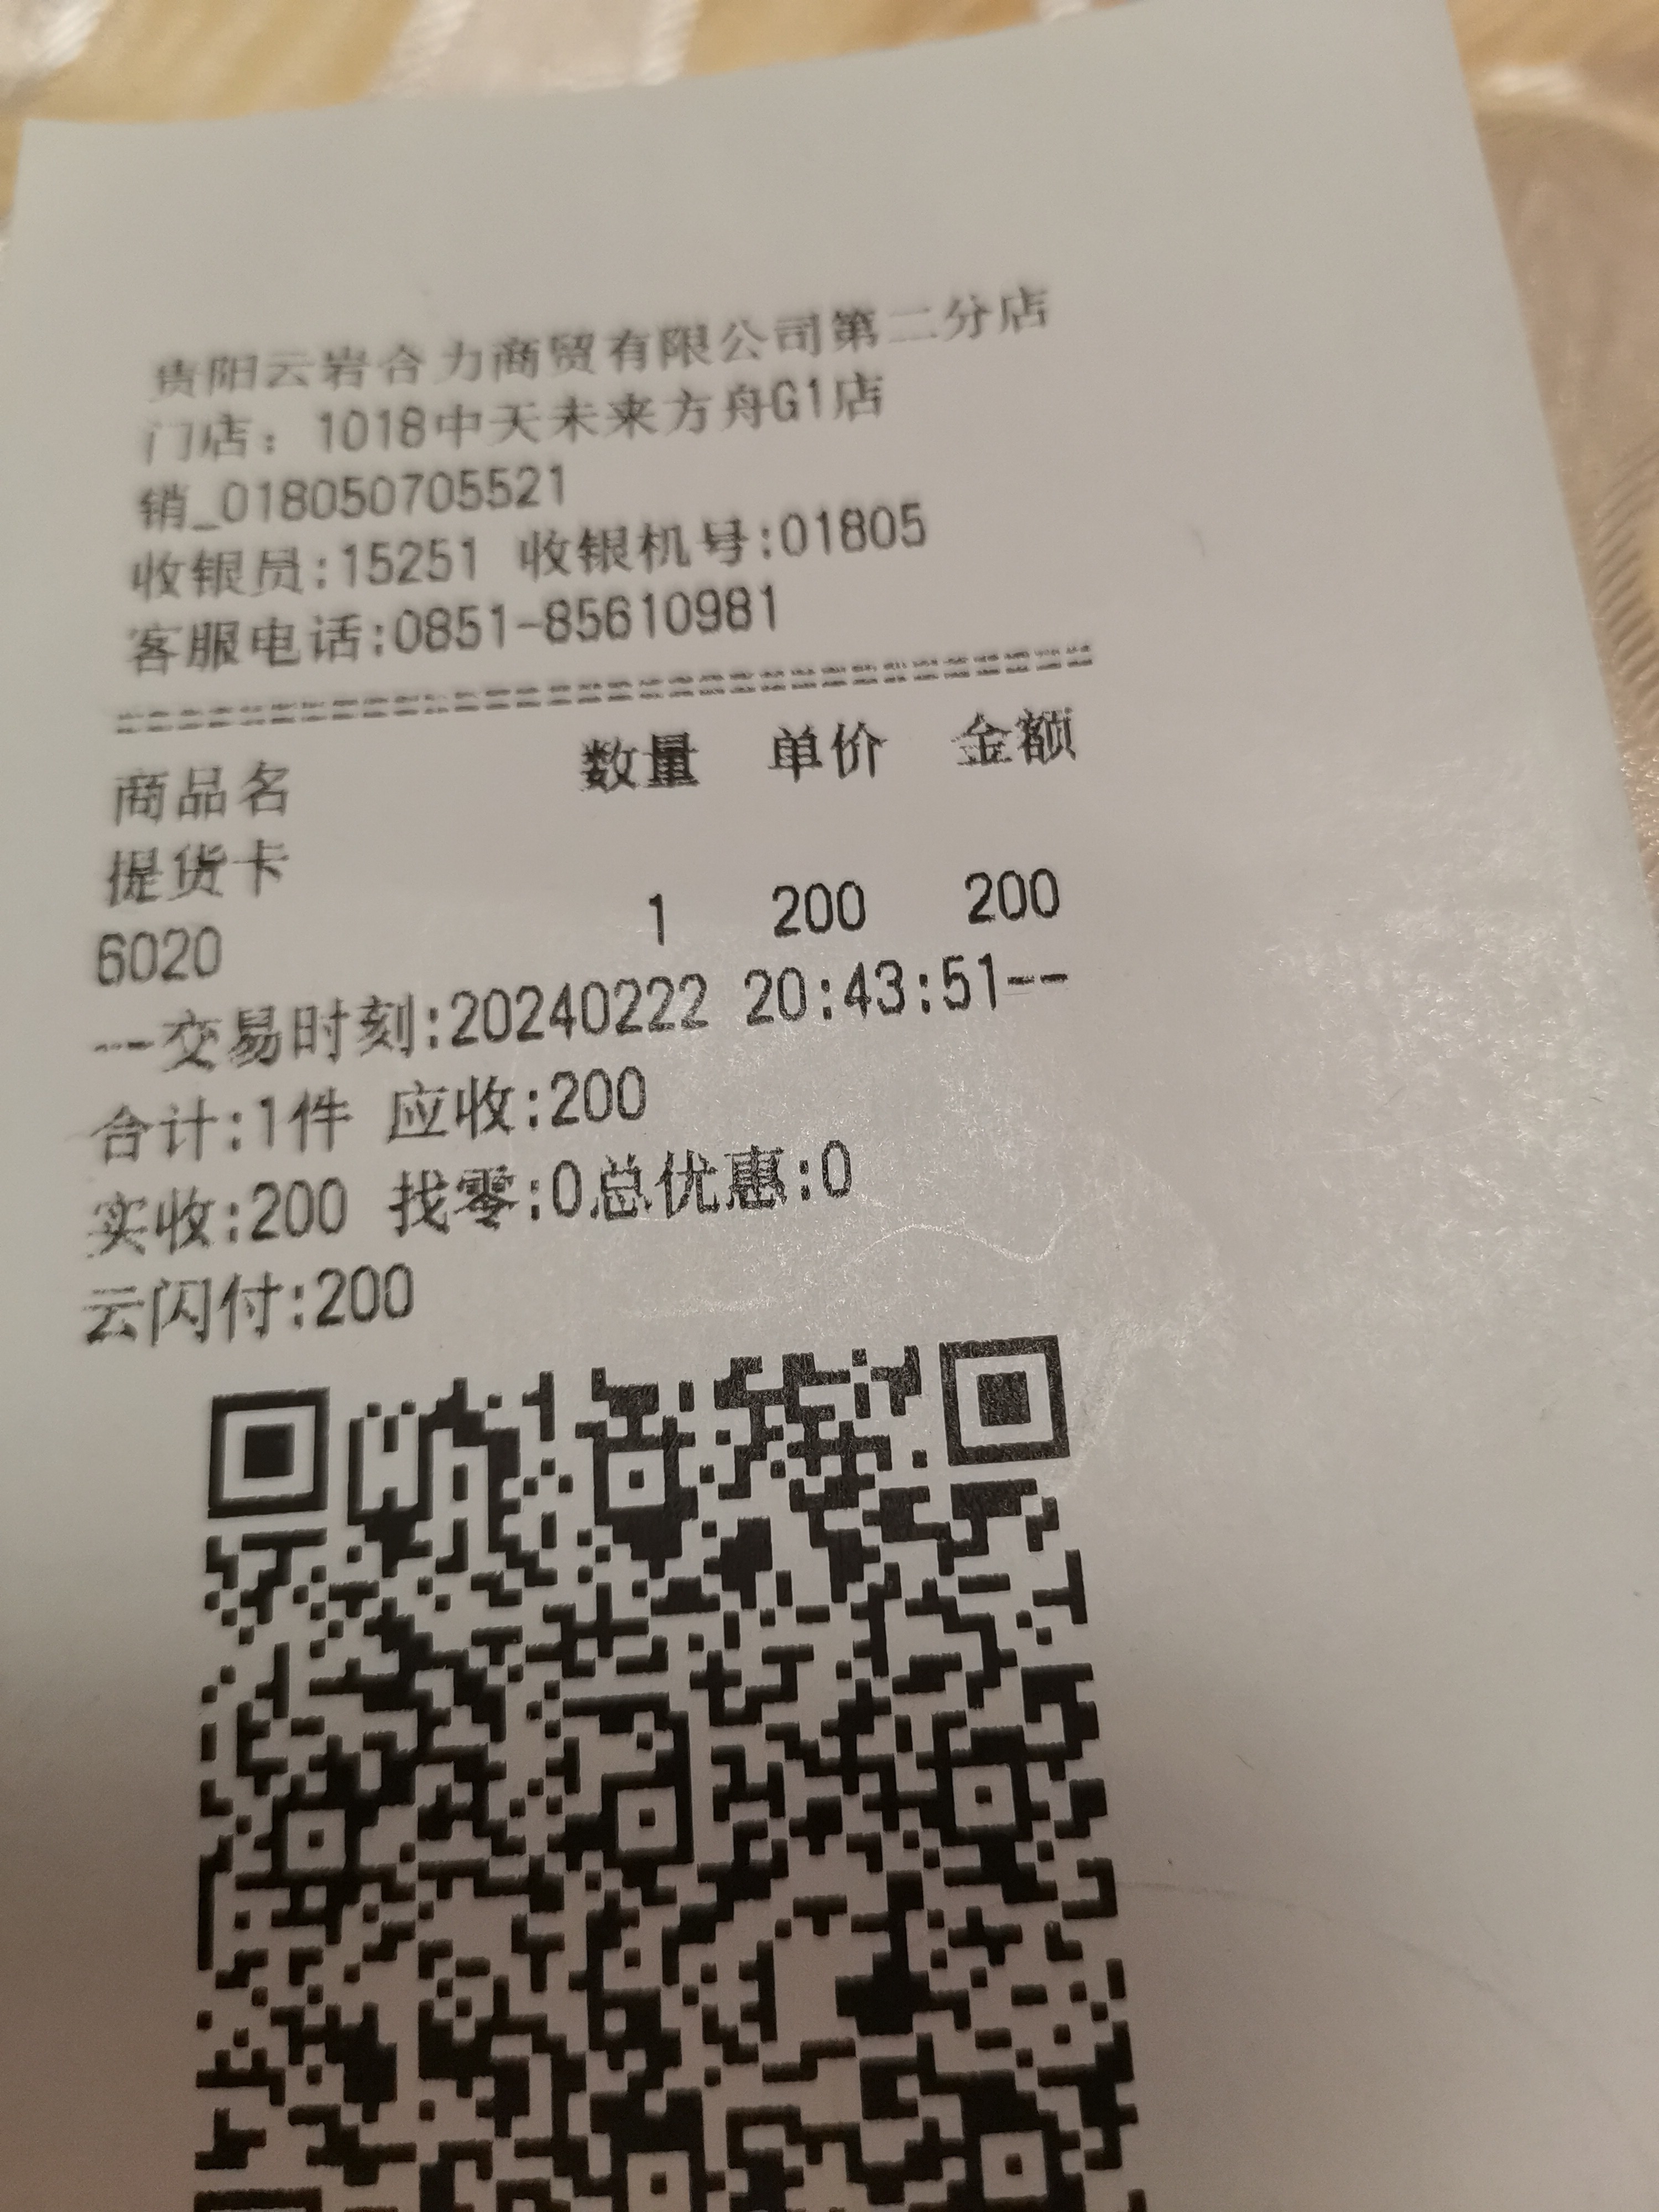 贵阳云岩合力商贸有限公司第二分店
门店：1018中天未来方舟G1店
销_018050705521
收银员:15251 收银机号:01805
客服电话:0851-85610981
商品名 数量 单价 金额
提货卡
6020 1 200 200
--交易时刻:20240222 20:43:51--
合计:1件 应收:200
实收:200 找零:0总优惠:0
云闪付:200